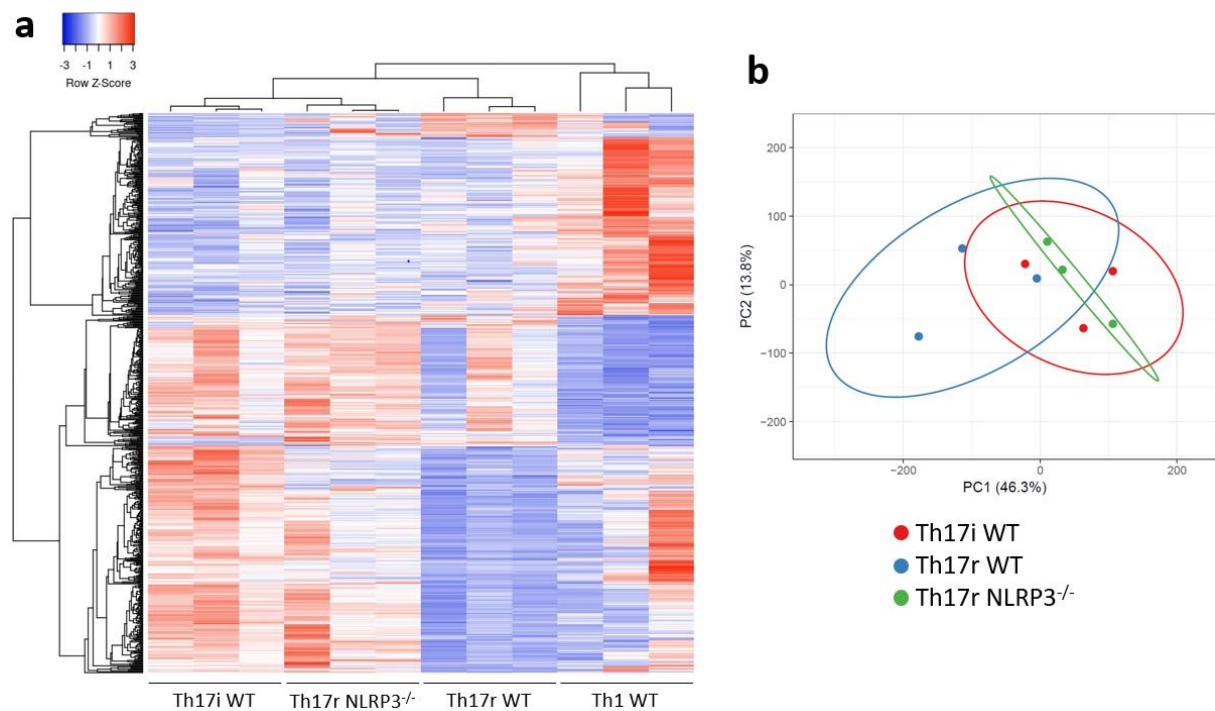 a
-3 -1 1 3
Row Z-Score
Th17i WT
Th17r NLRP3-/-
Th17r WT
Th1 WT
b
200
100
0
−100
−200
PC2 (13.8%)
−200 0 200
PC1 (46.3%)
Th17i WT
Th17r WT
Th17r NLRP3-/-